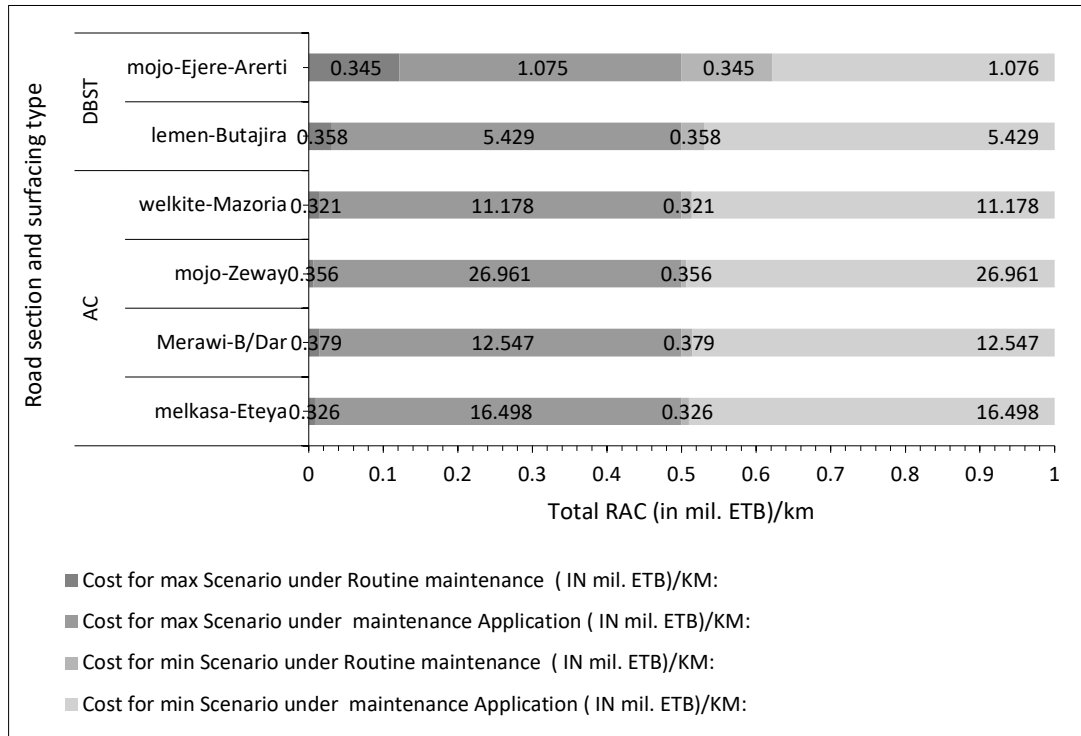 Road section and surfacing type
DBST
AC
mojo-Ejere-Arerti 0.345 1.075 0.345 1.076
lemen-Butajira 0.358 5.429 0.358 5.429
welkite-Mazoria 0.321 11.178 0.321 11.178
mojo-Zeway 0.356 26.961 0.356 26.961
Merawi-B/Dar 0.379 12.547 0.379 12.547
melkasa-Eteya 0.326 16.498 0.326 16.498
0 0.1 0.2 0.3 0.4 0.5 0.6 0.7 0.8 0.9 1
Total RAC (in mil. ETB)/km
Cost for max Scenario under Routine maintenance ( IN mil. ETB)/KM:
Cost for max Scenario under maintenance Application ( IN mil. ETB)/KM:
Cost for min Scenario under Routine maintenance ( IN mil. ETB)/KM:
Cost for min Scenario under maintenance Application ( IN mil. ETB)/KM: